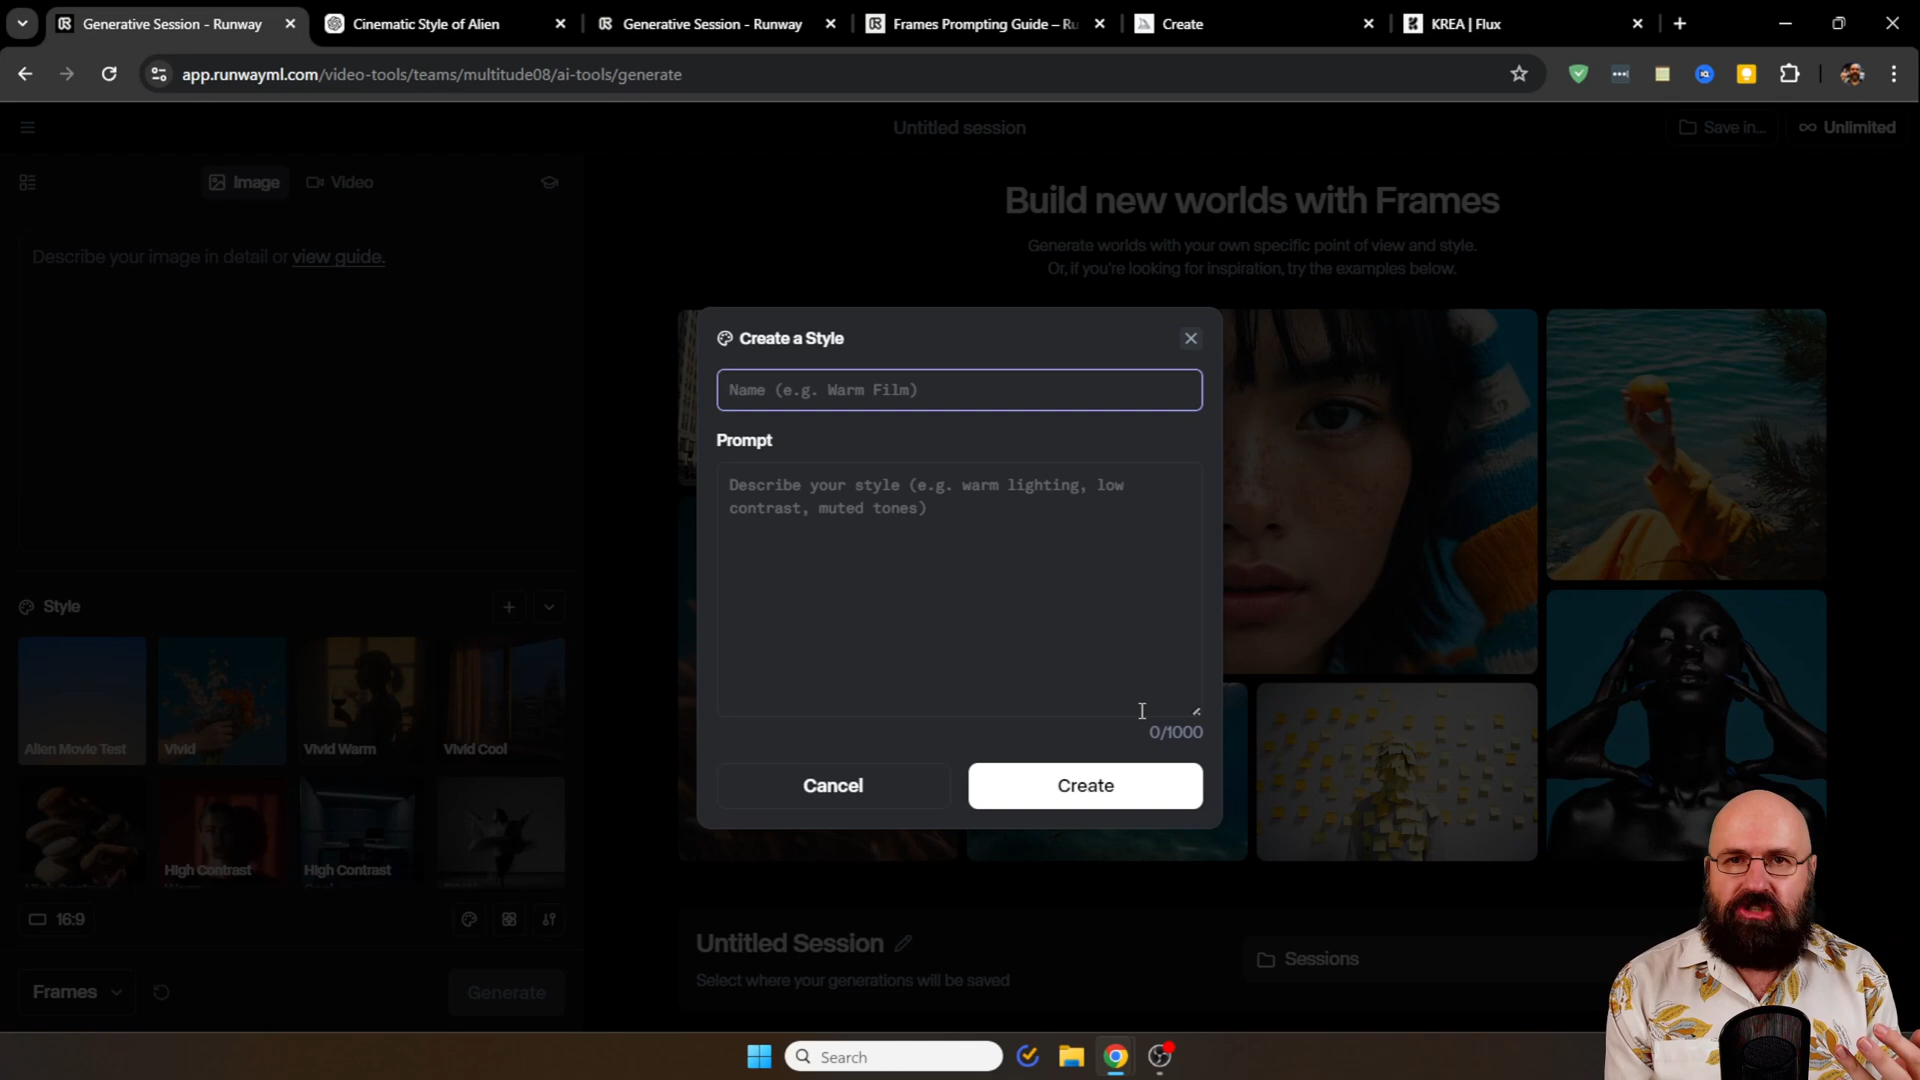 Generative Session - Runway
Cinematic Style of Alien
Generative Session - Runway
Frames Prompting Guide – Ru
Create
KREA | Flux
app.runwayml.com/video-tools/teams/multitude08/ai-tools/generate
Untitled session
Save in...
Unlimited
Image
Video
Describe your image in detail or view guide.
Build new worlds with Frames
Generate worlds with your own specific point of view and style.
Or, if you're looking for inspiration, try the examples below.
Create a Style
Name (e.g. Warm Film)
Prompt
Describe your style (e.g. warm lighting, low
contrast, muted tones)
0/1000
Cancel
Create
Style
Alien Movie Test
Vivid
Vivid Warm
Vivid Cool
High Contrast
High Contrast
High Contrast
16:9
Frames
Generate
Untitled Session
Select where your generations will be saved
Sessions
Search